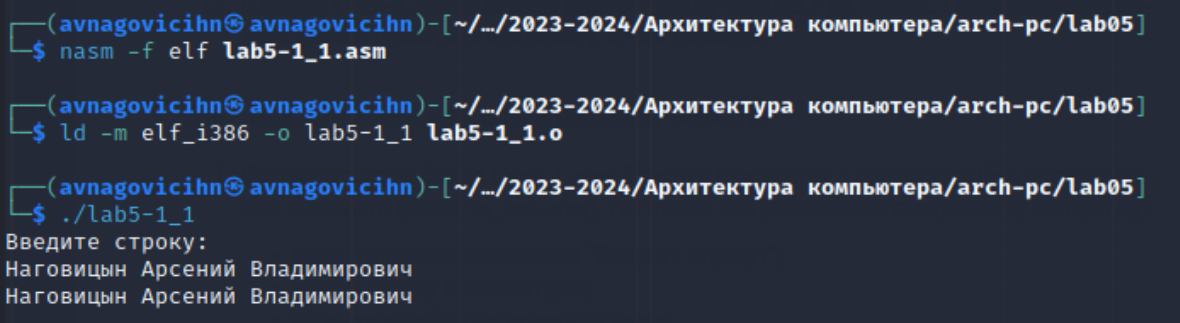 ┌──(avnagovicihn㉿avnagovicihn)-[~/…/2023-2024/Архитектура компьютера/arch-pc/lab05]
└─$ nasm -f elf lab5-1_1.asm
┌──(avnagovicihn㉿avnagovicihn)-[~/…/2023-2024/Архитектура компьютера/arch-pc/lab05]
└─$ ld -m elf_i386 -o lab5-1_1 lab5-1_1.o
┌──(avnagovicihn㉿avnagovicihn)-[~/…/2023-2024/Архитектура компьютера/arch-pc/lab05]
└─$ ./lab5-1_1
Введите строку:
Наговицын Арсений Владимирович
Наговицын Арсений Владимирович